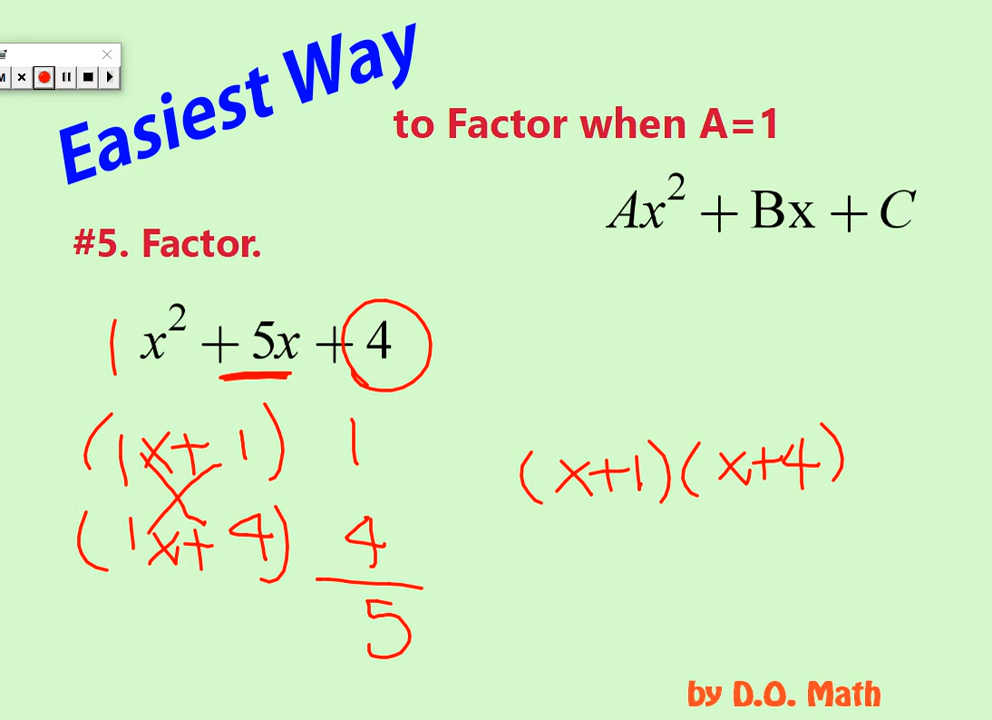 Easiest Way
to Factor when A=1
Ax² + Bx + C
#5. Factor.
1 x² + 5x + 4
(1x+1) 1
(1x+4) 4
5
(x+1)(x+4)
by D.O. Math